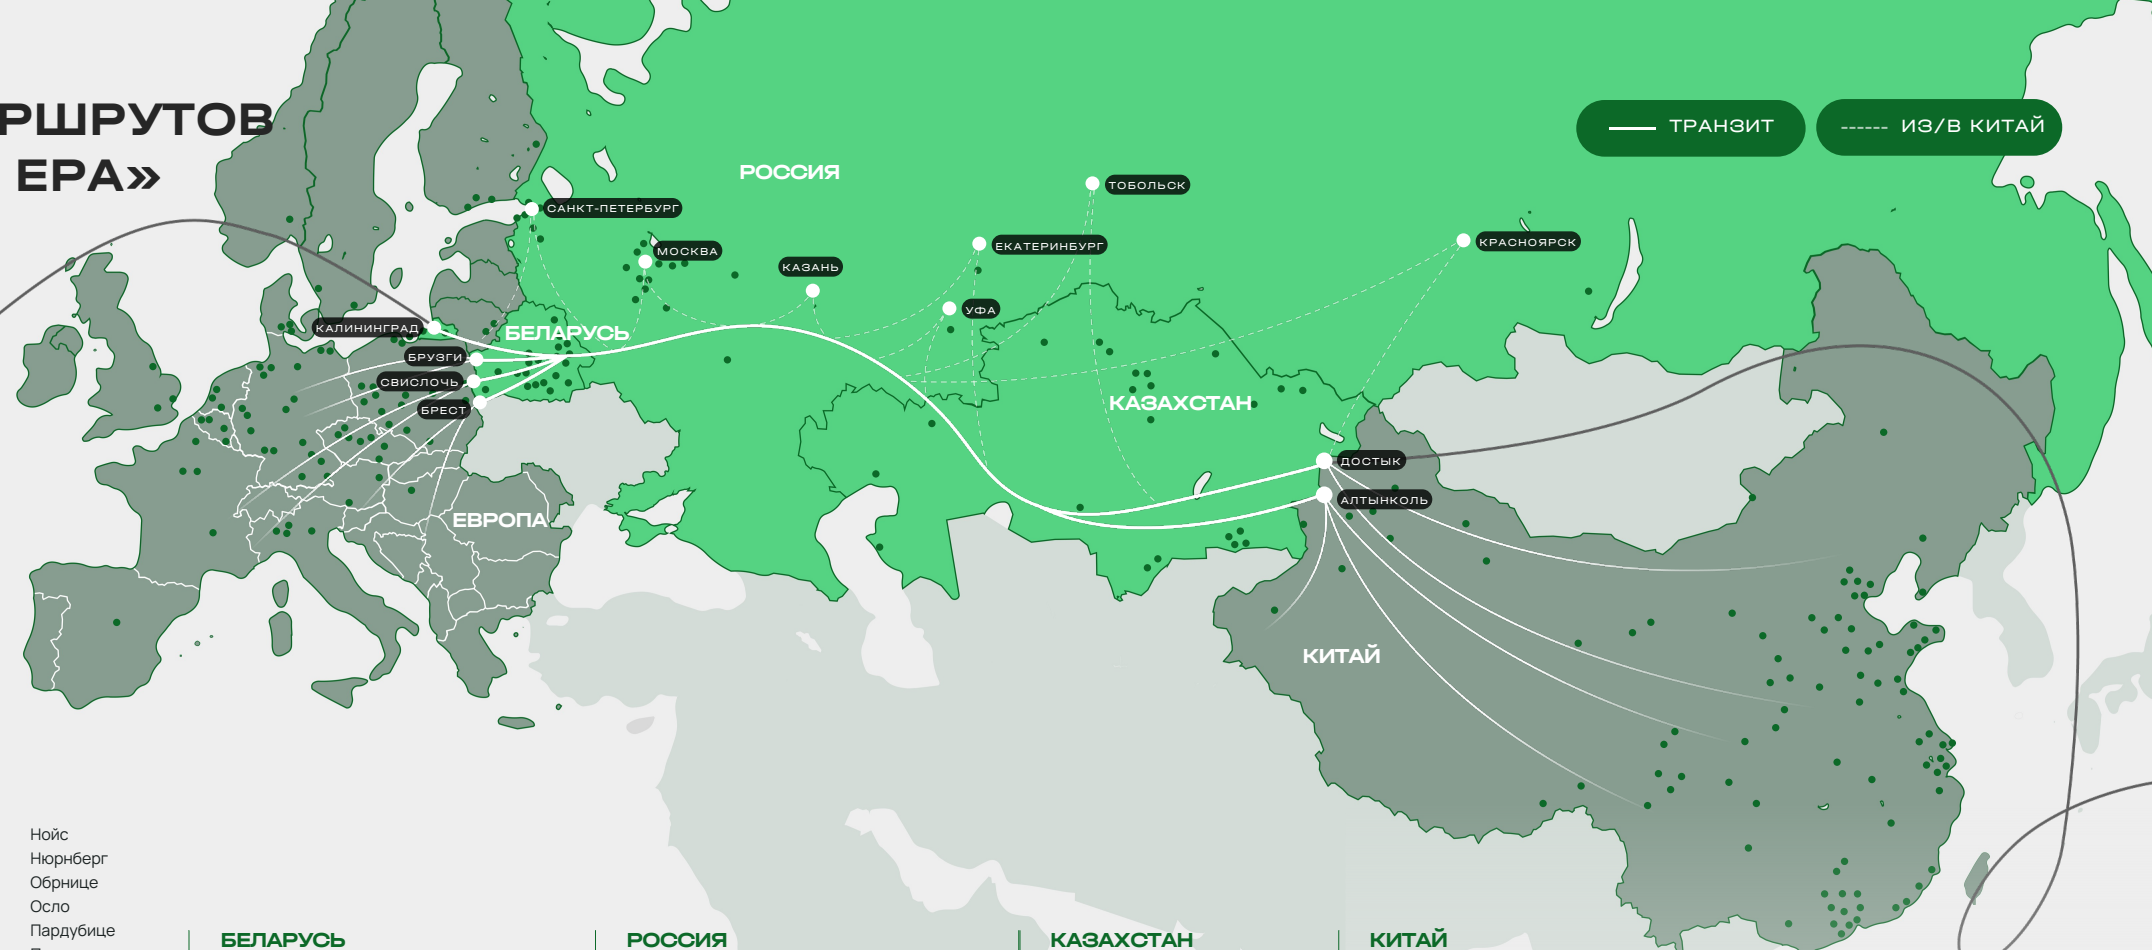 РШРУТОВ
ЕРА»
ТРАНЗИТ
ИЗ/В КИТАЙ
РОССИЯ
ТОБОЛЬСК
САНКТ-ПЕТЕРБУРГ
МОСКВА
ЕКАТЕРИНБУРГ
КРАСНОЯРСК
КАЗАНЬ
УФА
КАЛИНИНГРАД
БЕЛАРУСЬ
БРУЗГИ
СВИСЛОЧЬ
БРЕСТ
КАЗАХСТАН
ДОСТЫК
АЛТЫНКОЛЬ
ЕВРОПА
КИТАЙ
Нойс
Нюрнберг
Обрнице
Осло
Пардубице
БЕЛАРУСЬ
РОССИЯ
КАЗАХСТАН
КИТАЙ